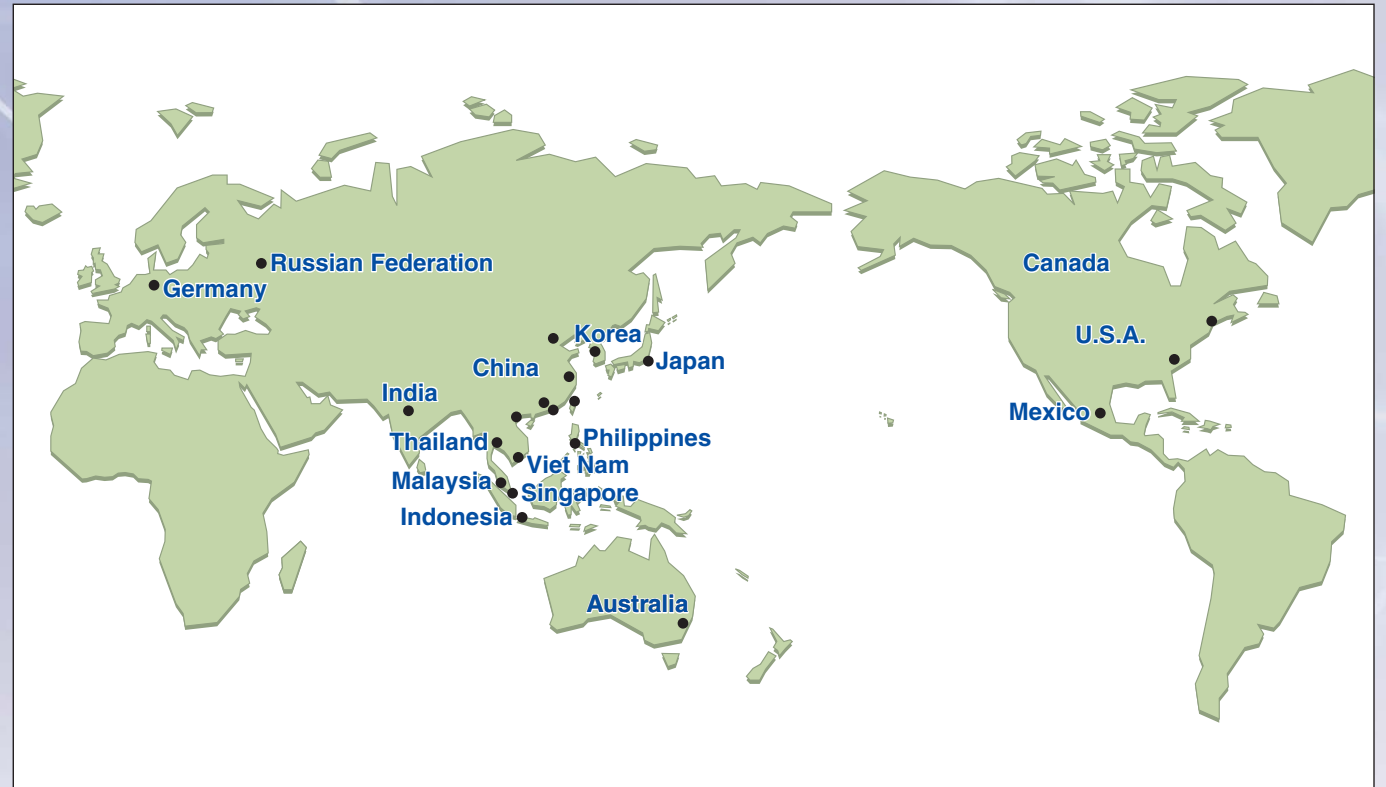 Russian Federation
Canada
Germany
Korea
U.S.A.
Japan
China
India
Mexico
Philippines
Thailand
Viet Nam
Malaysia
Singapore
Indonesia
Australia